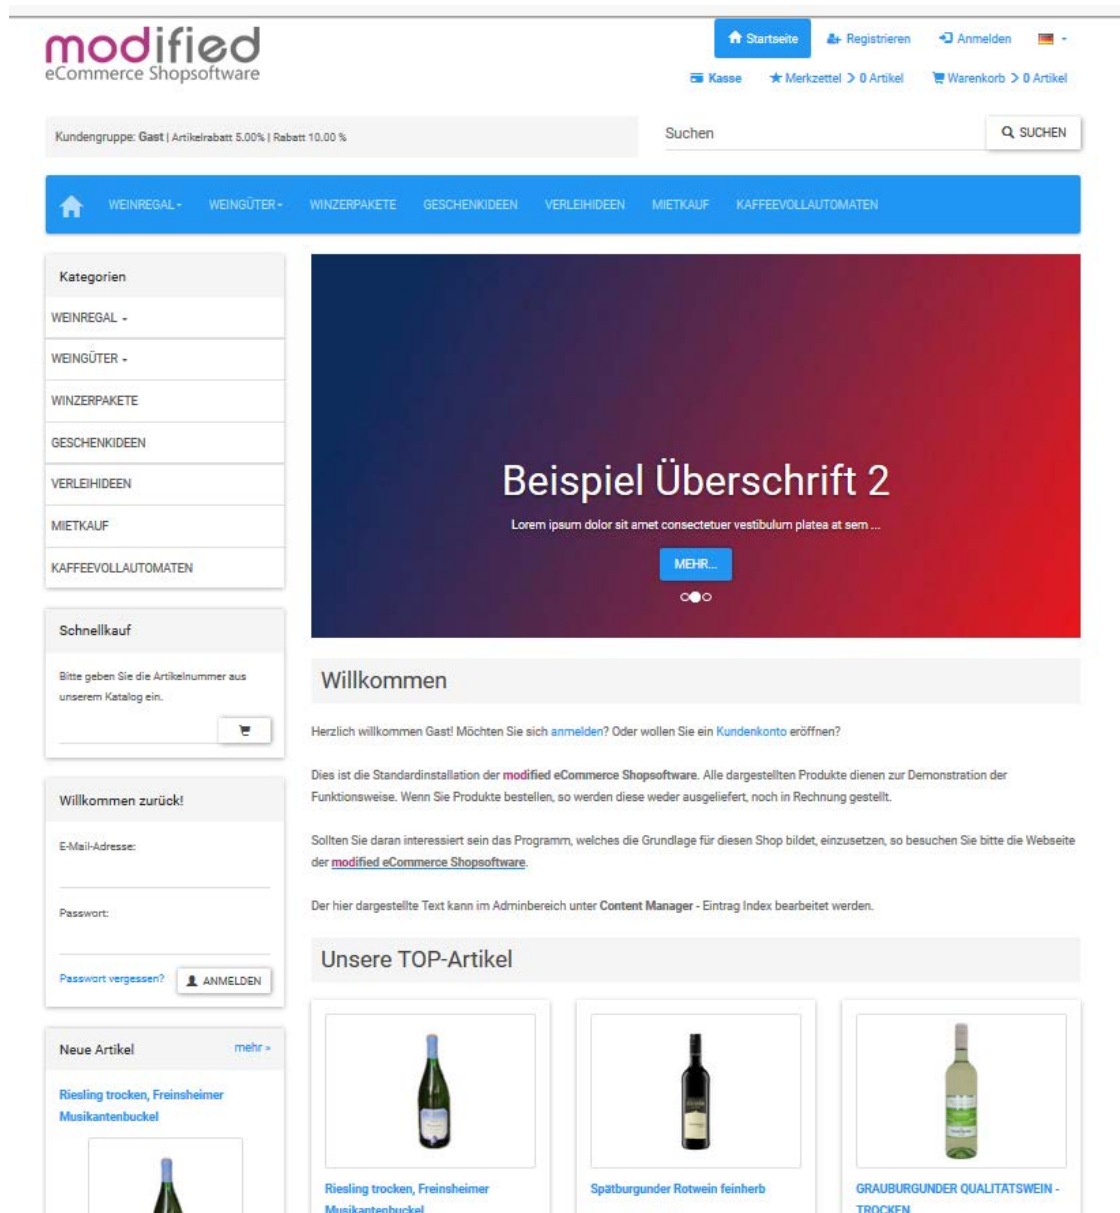 modified
eCommerce Shopsoftware
Startseite Registrieren Anmelden
Kasse Merkzettel > 0 Artikel Warenkorb > 0 Artikel
Kundengruppe: Gast | Artikelrabatt 5.00% | Rabatt 10.00 %
Suchen SUCHEN
WEINREGAL WEINGÜTER WINZERPAKETE GESCHENKIDEEN VERLEIHIDEEN MIETKAUF KAFFEEVOLLAUTOMATEN
Kategorien
WEINREGAL
WEINGÜTER
WINZERPAKETE
GESCHENKIDEEN
VERLEIHIDEEN
MIETKAUF
KAFFEEVOLLAUTOMATEN
Beispiel Überschrift 2
Lorem ipsum dolor sit amet consectetuer vestibulum platea at sem ...
MEHR...
Schnellkauf
Bitte geben Sie die Artikelnummer aus
unserem Katalog ein.
Willkommen zurück!
E-Mail-Adresse:
Passwort:
Passwort vergessen? ANMELDEN
Neue Artikel mehr »
Riesling trocken, Freinsheimer
Musikantenbuckel
Willkommen
Herzlich willkommen Gast! Möchten Sie sich anmelden? Oder wollen Sie ein Kundenkonto eröffnen?
Dies ist die Standardinstallation der modified eCommerce Shopsoftware. Alle dargestellten Produkte dienen zur Demonstration der
Funktionsweise. Wenn Sie Produkte bestellen, so werden diese weder ausgeliefert, noch in Rechnung gestellt.
Sollten Sie daran interessiert sein das Programm, welches die Grundlage für diesen Shop bildet, einzusetzen, so besuchen Sie bitte die Webseite
der modified eCommerce Shopsoftware.
Der hier dargestellte Text kann im Adminbereich unter Content Manager - Eintrag Index bearbeitet werden.
Unsere TOP-Artikel
Riesling trocken, Freinsheimer
Musikantenbuckel
Spätburgunder Rotwein feinherb
GRAUBURGUNDER QUALITÄTSWEIN -
TROCKEN